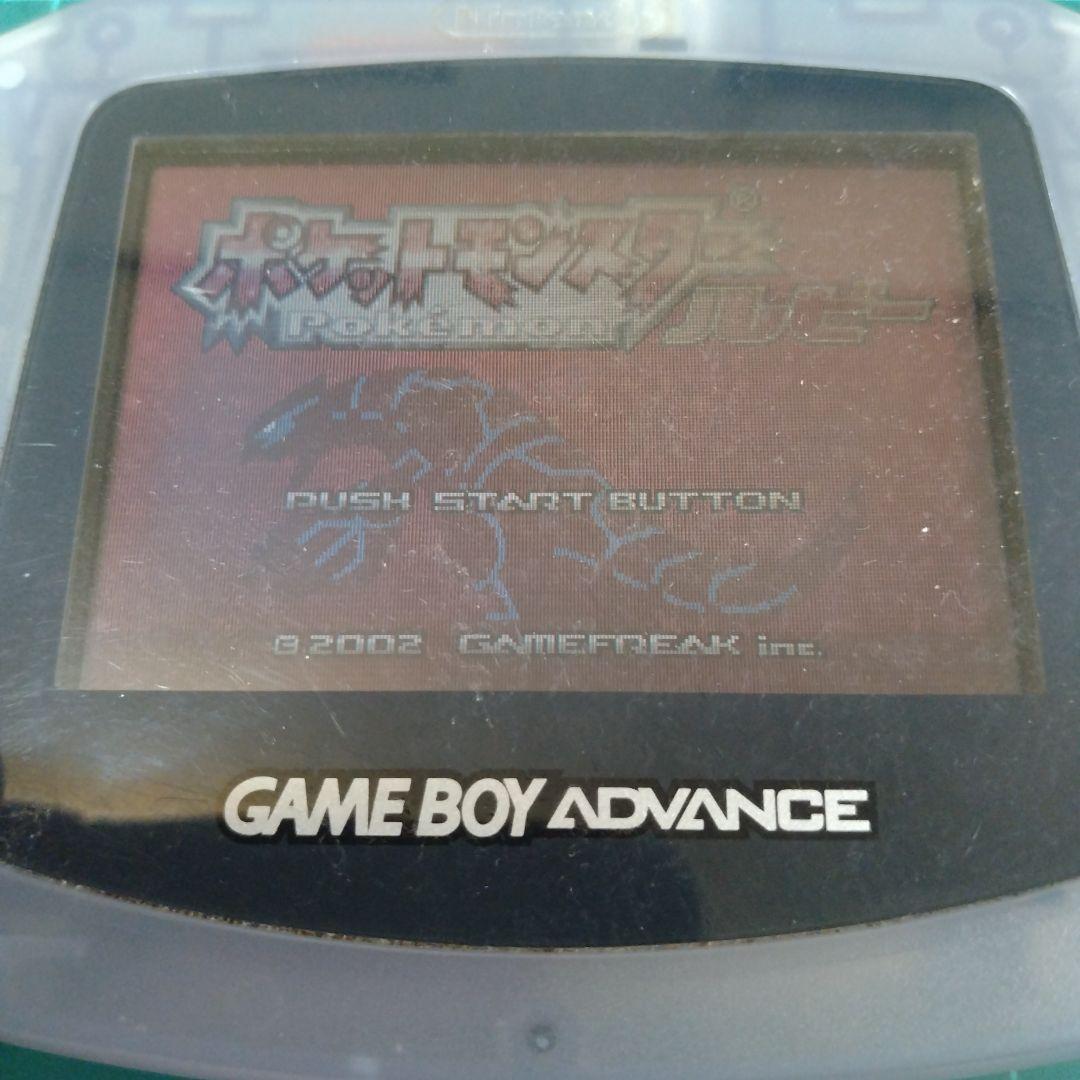 Nintendo
ポケットモンスター®
Pokémon ルビー
PUSH START BUTTON
©2002 GAMEFREAK inc.
GAME BOY ADVANCE